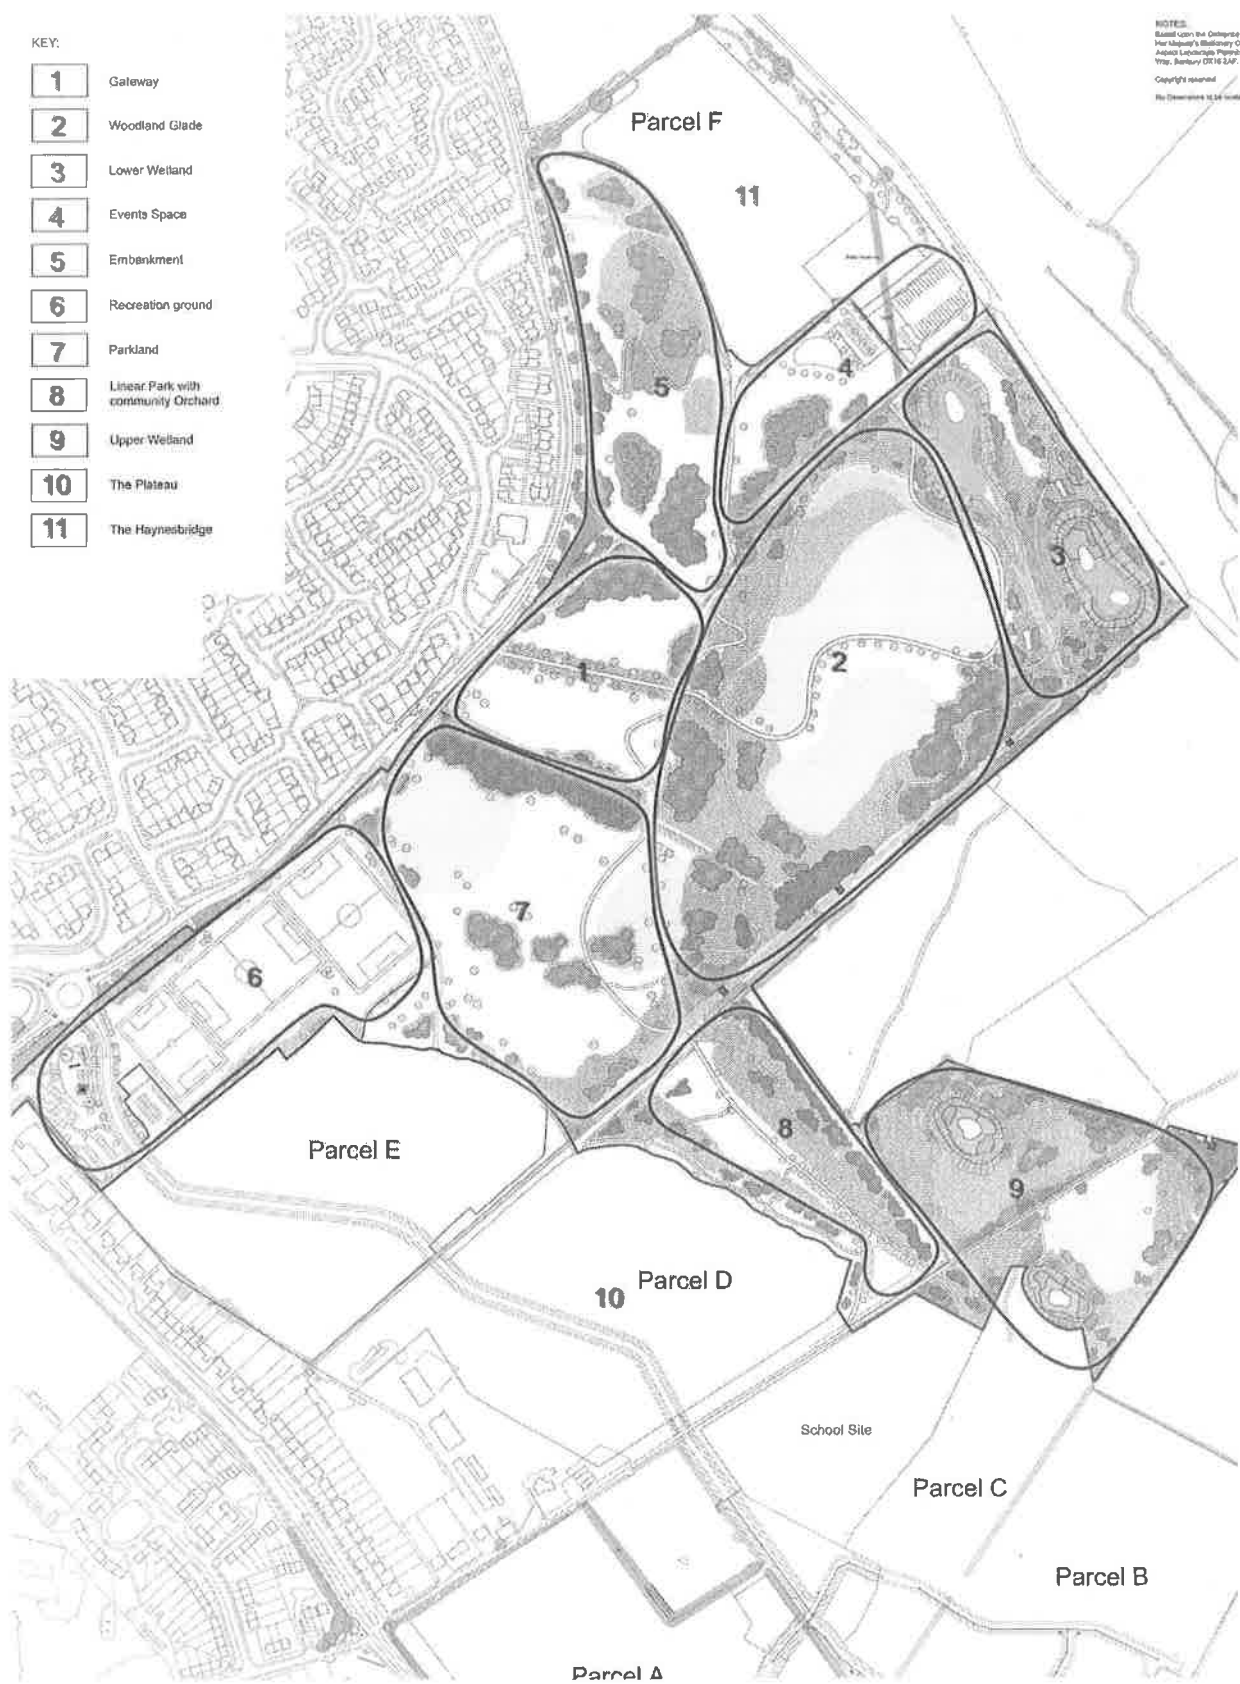 KEY:
1 Gateway
2 Woodland Glade
3 Lower Wetland
4 Events Space
5 Embankment
6 Recreation ground
7 Parkland
8 Linear Park with
community Orchard
9 Upper Wetland
10 The Plateau
11 The Haynesbridge
NOTES:
Copyright reserved
Parcel F
11
4
5
3
2
1
7
6
8
9
Parcel E
Parcel D
10
School Site
Parcel C
Parcel B
Parcel A